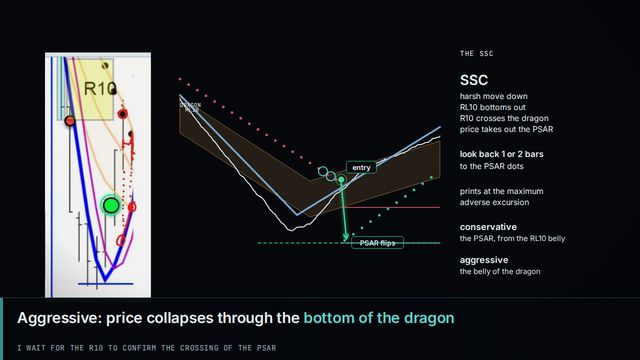 THE SSC
R10
DRAGON
SSC
harsh move down
RL10 bottoms out
R10 crosses the dragon
price takes out the PSAR
look back 1 or 2 bars
to the PSAR dots
entry
prints at the maximum
adverse excursion
conservative
the PSAR, from the RL10 belly
PSAR flips
aggressive
the belly of the dragon
Aggressive: price collapses through the bottom of the dragon
I WAIT FOR THE R10 TO CONFIRM THE CROSSING OF THE PSAR